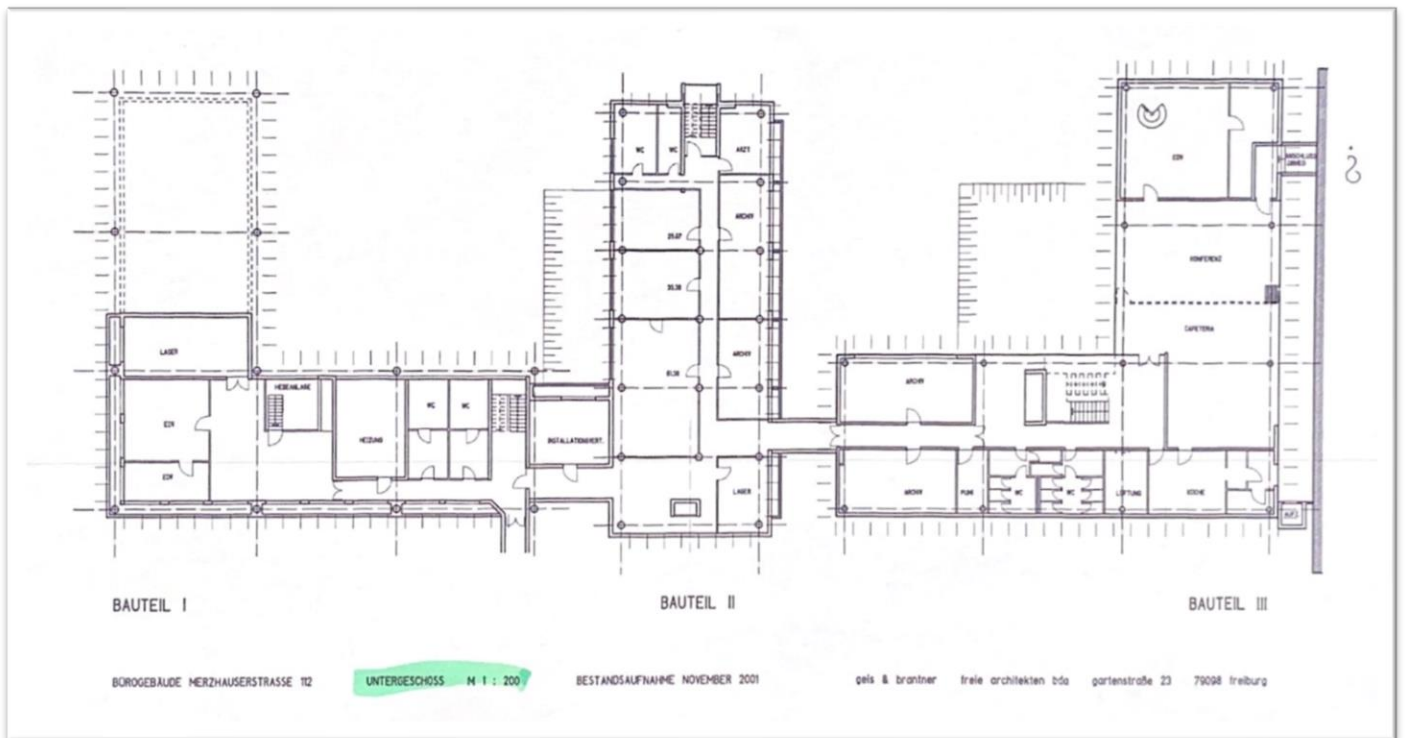 WC
WC
ARZT
EDV
ARCHIV
KONFERENZ
CAFETERIA
LAGER
ARCHIV
ARCHIV
HEBEANLAGE
WC
WC
EDV
HEIZUNG
INSTALLATIONSVERT.
EDV
LAGER
ARCHIV
PUMI
WC
WC
LÜFTUNG
KÜCHE
BAUTEIL I
BAUTEIL II
BAUTEIL III
BÜROGEBÄUDE MERZHAUSERSTRASSE 112
UNTERGESCHOSS M 1 : 200
BESTANDSAUFNAHME NOVEMBER 2001
geis & brantner freie architekten bda gartenstraße 23 79098 freiburg